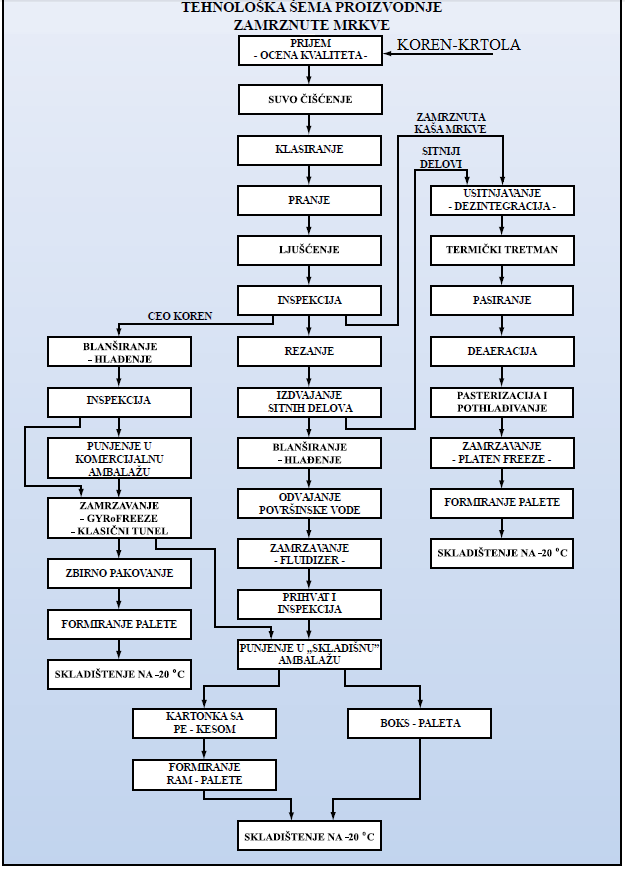 TEHNOLOŠKA ŠEMA PROIZVODNJE
ZAMRZNUTE MRKVE
PRIJEM
- OCENA KVALITETA -
KOREN-KRTOLA
SUVO ČIŠĆENJE
KLASIRANJE
PRANJE
LJUŠĆENJE
INSPEKCIJA
ZAMRZNUTA
KAŠA MRKVE
SITNIJI
DELOVI
USITNJAVANJE
- DEZINTEGRACIJA -
TERMIČKI TRETMAN
PASIRANJE
DEAERACIJA
PASTERIZACIJA I
POTHLAĐIVANJE
ZAMRZAVANJE
- PLATEN FREEZE -
FORMIRANJE PALETE
SKLADIŠTENJE NA -20 °C
CEO KOREN
BLANŠIRANJE
– HLAĐENJE
INSPEKCIJA
PUNJENJE U
KOMERCIJALNU
AMBALAŽU
ZAMRZAVANJE
– GYRoFREEZE
– KLASIČNI TUNEL
ZBIRNO PAKOVANJE
FORMIRANJE PALETE
SKLADIŠTENJE NA -20 °C
REZANJE
IZDVAJANJE
SITNIH DELOVA
BLANŠIRANJE
– HLAĐENJE
ODVAJANJE
POVRŠINSKE VODE
ZAMRZAVANJE
- FLUIDIZER -
PRIHVAT I
INSPEKCIJA
PUNJENJE U „SKLADIŠNU”
AMBALAŽU
KARTONKA SA
PE - KESOM
FORMIRANJE
RAM - PALETE
BOKS - PALETA
SKLADIŠTENJE NA -20 °C